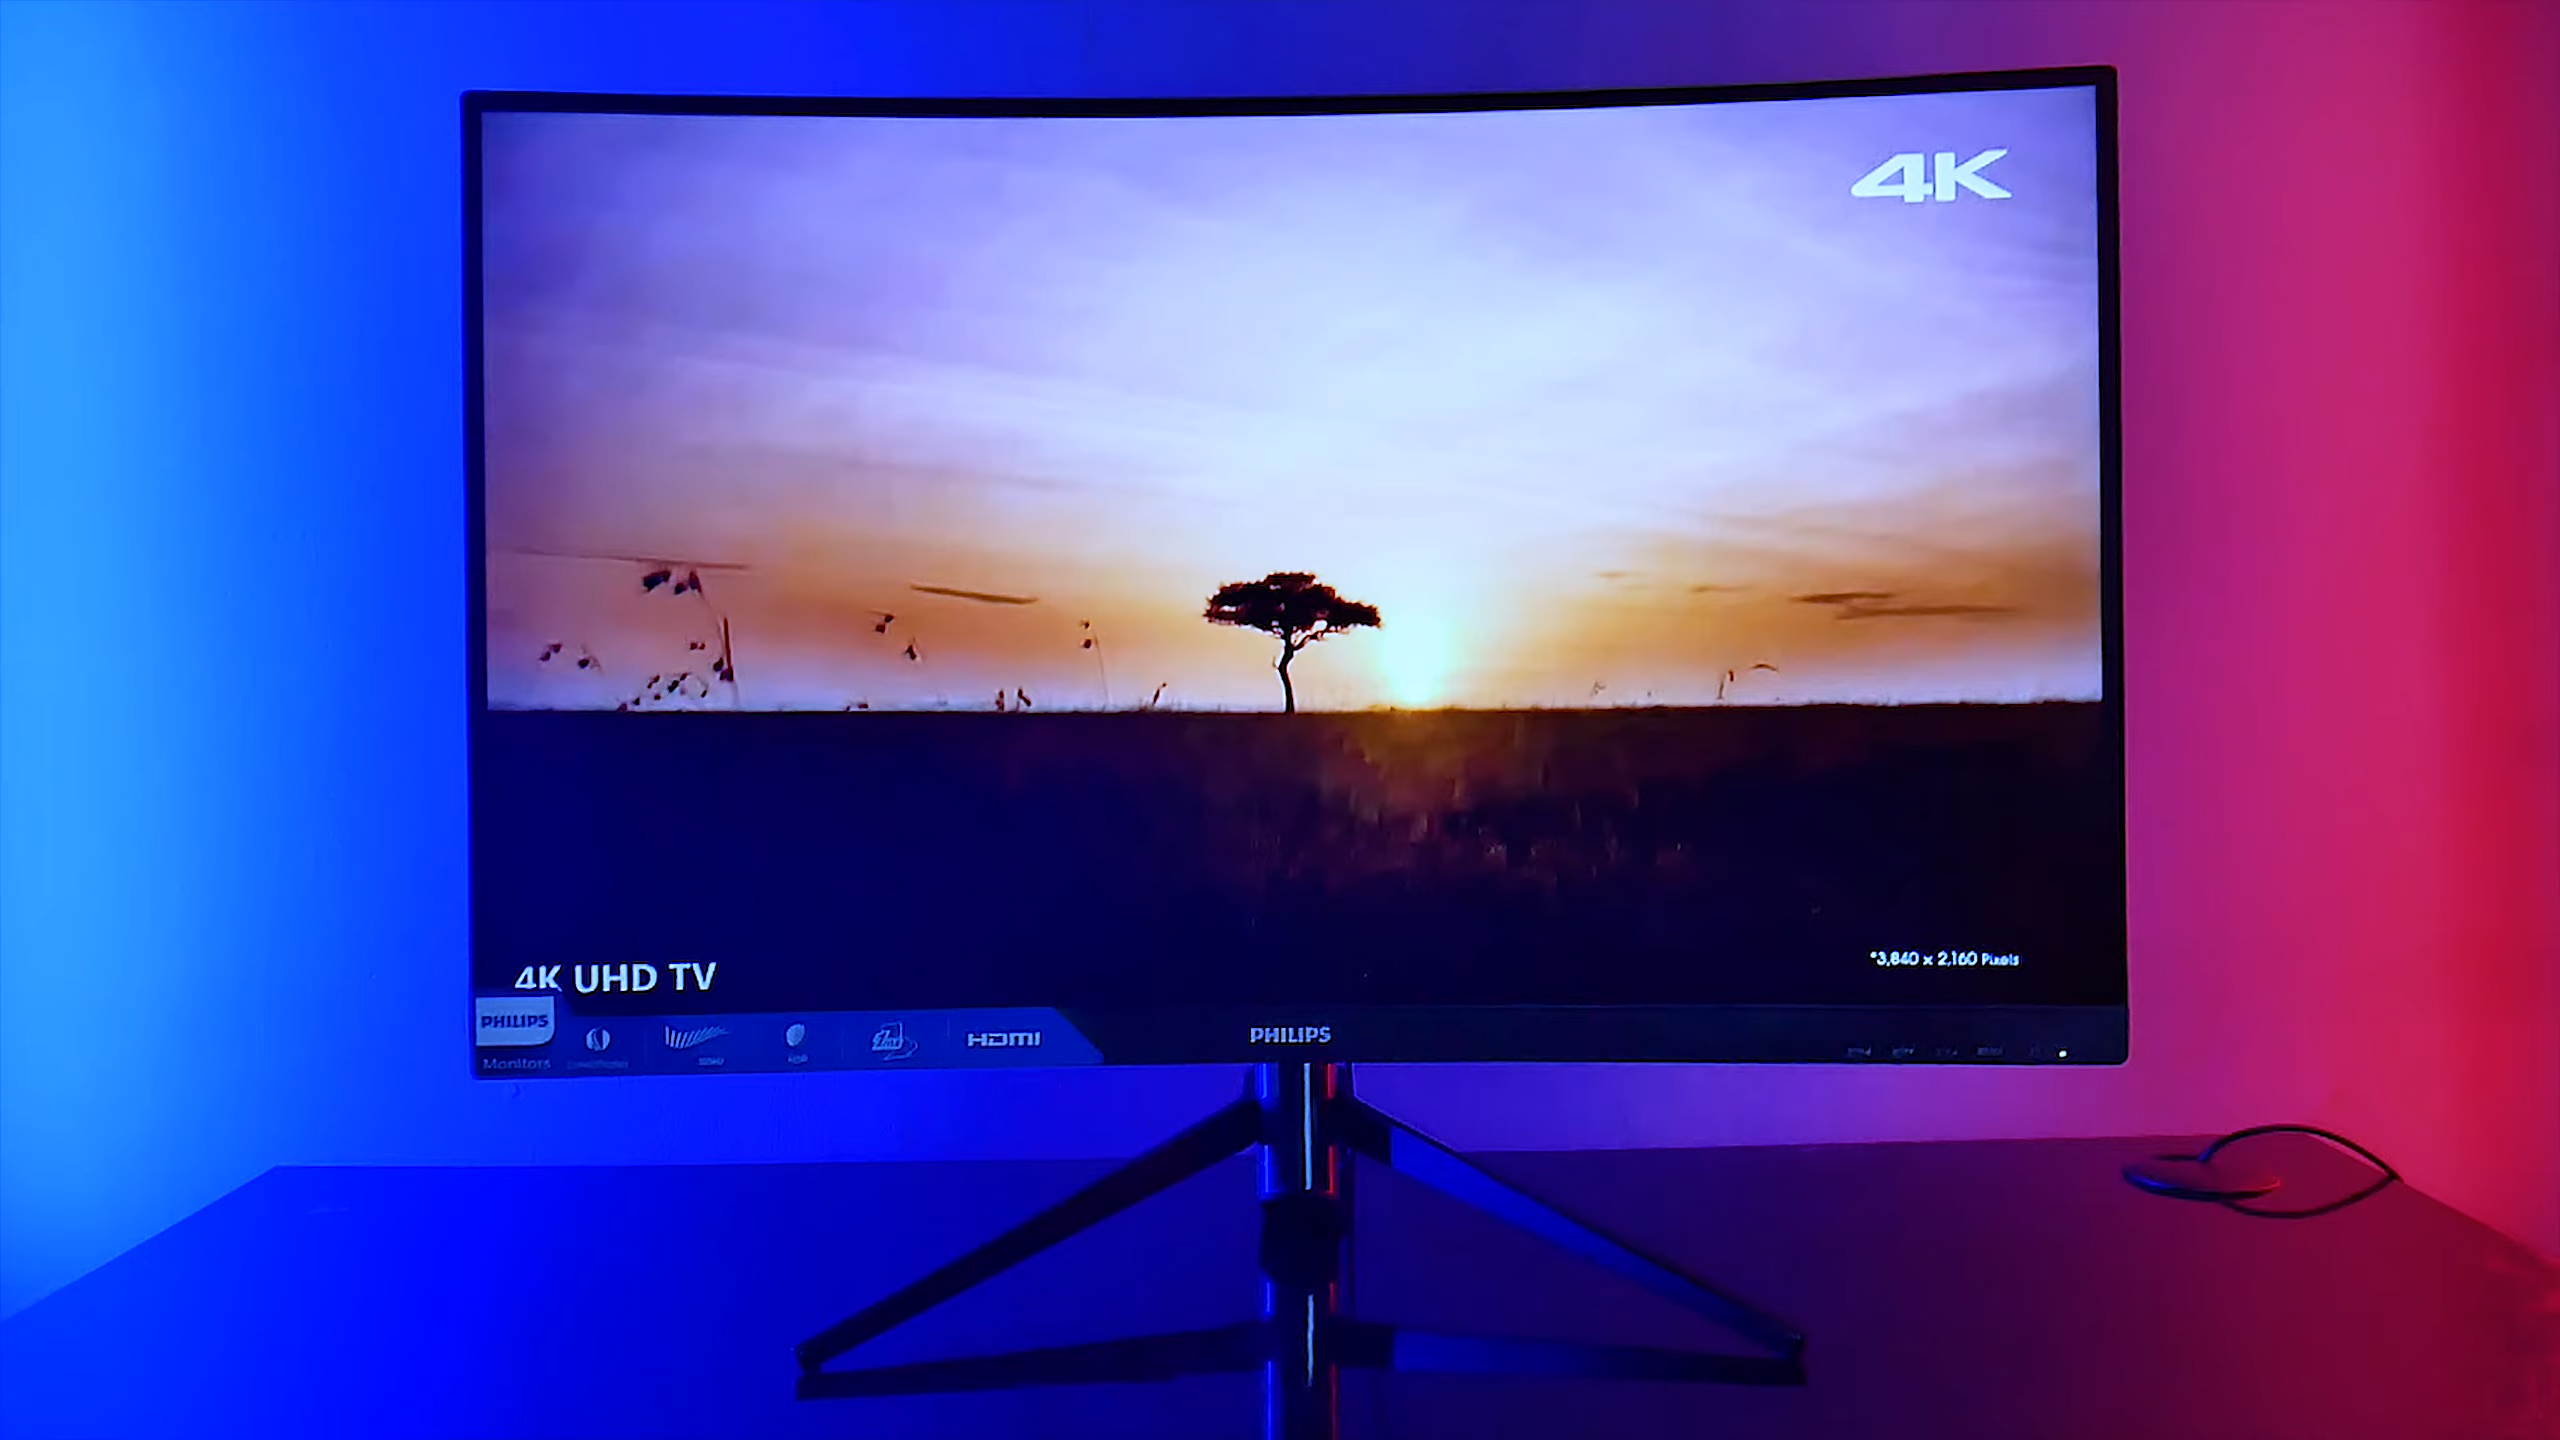 4K
4K UHD TV
*3,840 x 2,160 Pixels
PHILIPS
Monitors
HDMI
PHILIPS